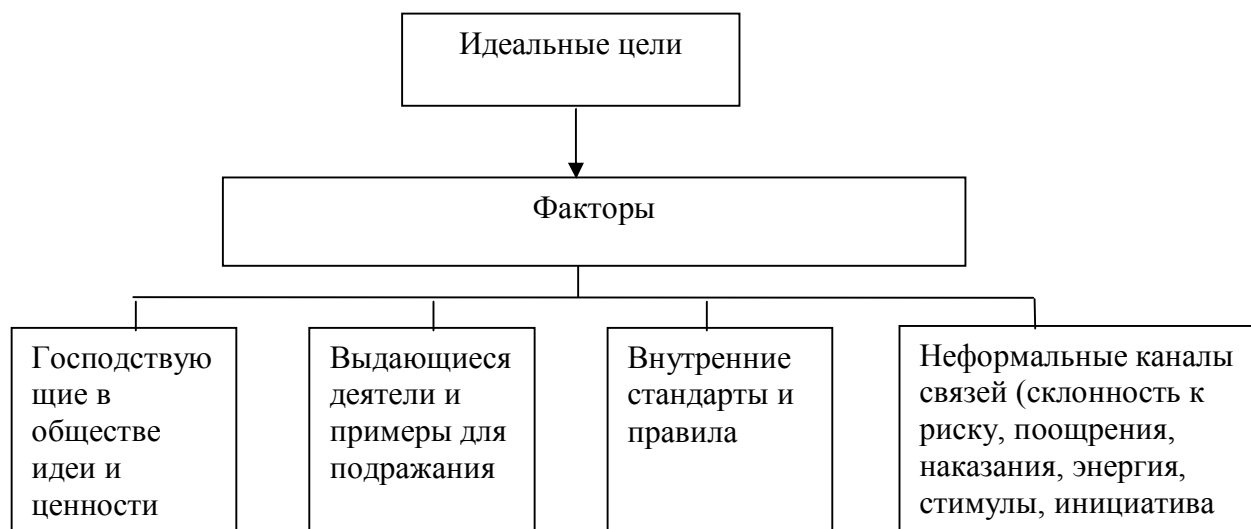 Идеальные цели
Факторы
Господствую
щие в
обществе
идеи и
ценности
Выдающиеся
деятели и
примеры для
подражания
Внутренние
стандарты и
правила
Неформальные каналы
связей (склонность к
риску, поощрения,
наказания, энергия,
стимулы, инициатива